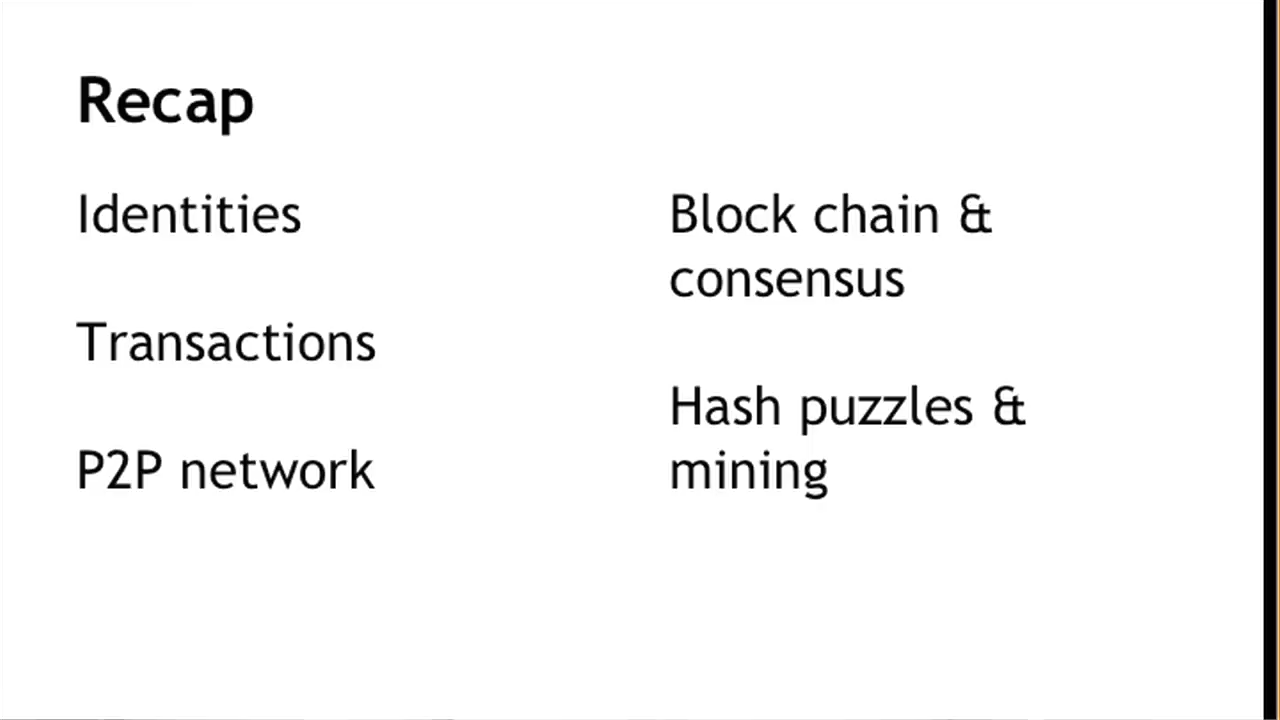 Recap
Identities
Transactions
P2P network
Block chain &
consensus
Hash puzzles &
mining